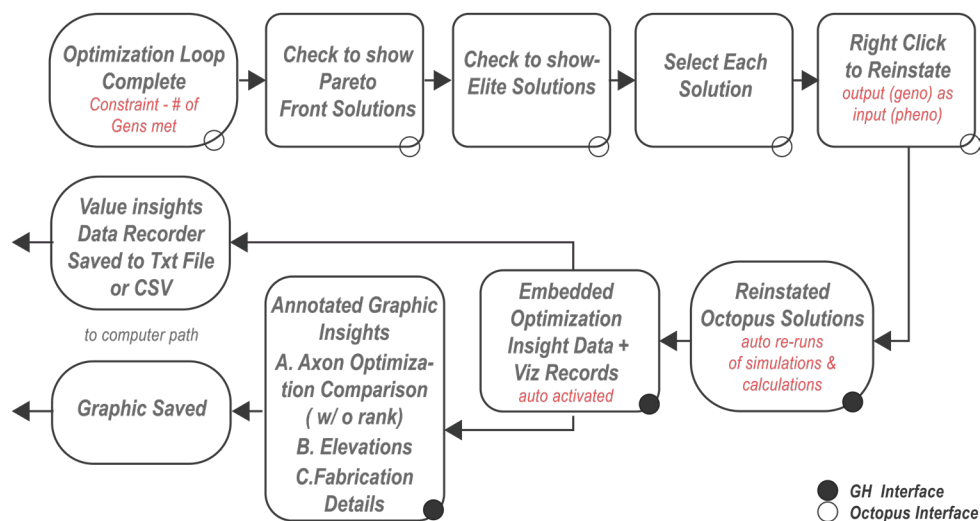 Optimization Loop
Complete
Constraint - # of
Gens met
Check to show
Pareto
Front Solutions
Check to show-
Elite Solutions
Select Each
Solution
Right Click
to Reinstate
output (geno) as
input (pheno)
Value insights
Data Recorder
Saved to Txt File
or CSV
to computer path
Graphic Saved
Annotated Graphic
Insights
A. Axon Optimiza-
tion Comparison
( w/ o rank)
B. Elevations
C.Fabrication
Details
Embedded
Optimization
Insight Data +
Viz Records
auto activated
Reinstated
Octopus Solutions
auto re-runs
of simulations &
calculations
GH Interface
Octopus Interface